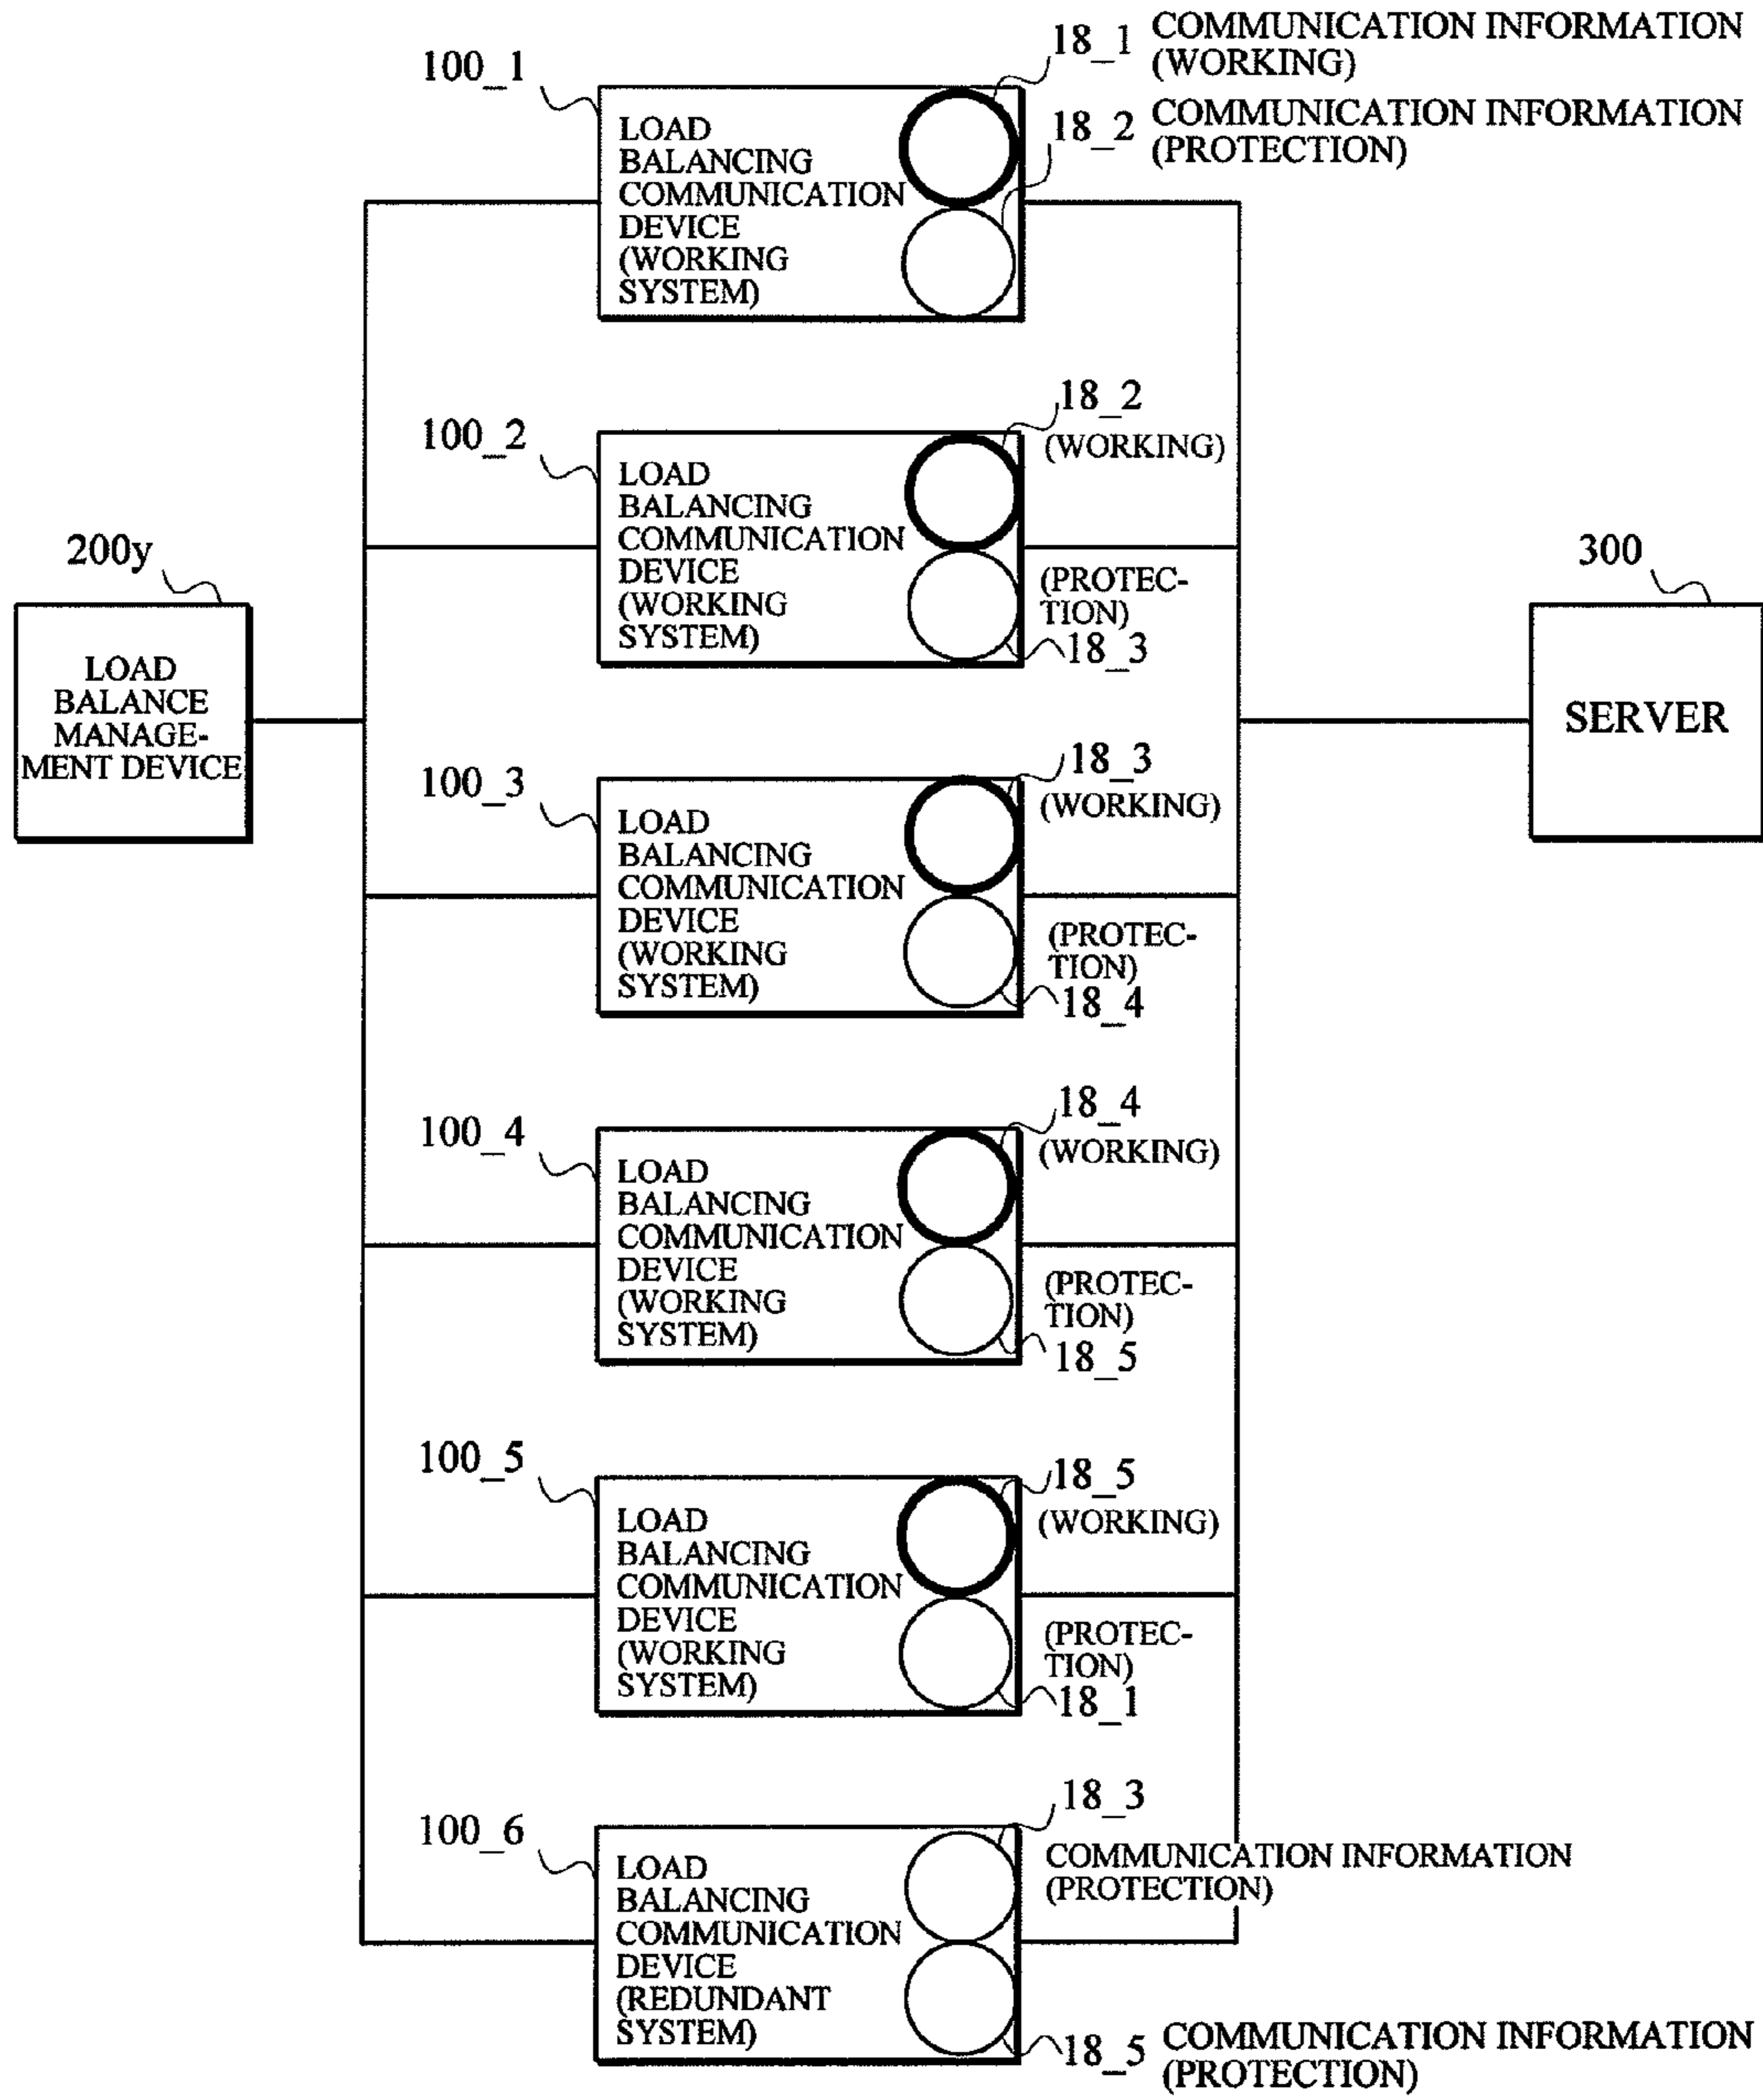 18_1 COMMUNICATION INFORMATION
(WORKING)
100_1
18_2 COMMUNICATION INFORMATION
(PROTECTION)
LOAD
BALANCING
COMMUNICATION
DEVICE
(WORKING
SYSTEM)
18_2
(WORKING)
100_2
LOAD
BALANCING
COMMUNICATION
DEVICE
(WORKING
SYSTEM)
(PROTEC-
TION)
18_3
200y
LOAD
BALANCE
MANAGE-
MENT DEVICE
300
SERVER
18_3
(WORKING)
100_3
LOAD
BALANCING
COMMUNICATION
DEVICE
(WORKING
SYSTEM)
(PROTEC-
TION)
18_4
18_4
(WORKING)
100_4
LOAD
BALANCING
COMMUNICATION
DEVICE
(WORKING
SYSTEM)
(PROTEC-
TION)
18_5
100_5
18_5
(WORKING)
LOAD
BALANCING
COMMUNICATION
DEVICE
(WORKING
SYSTEM)
(PROTEC-
TION)
18_1
18_3
100_6
COMMUNICATION INFORMATION
(PROTECTION)
LOAD
BALANCING
COMMUNICATION
DEVICE
(REDUNDANT
SYSTEM)
18_5 COMMUNICATION INFORMATION
(PROTECTION)